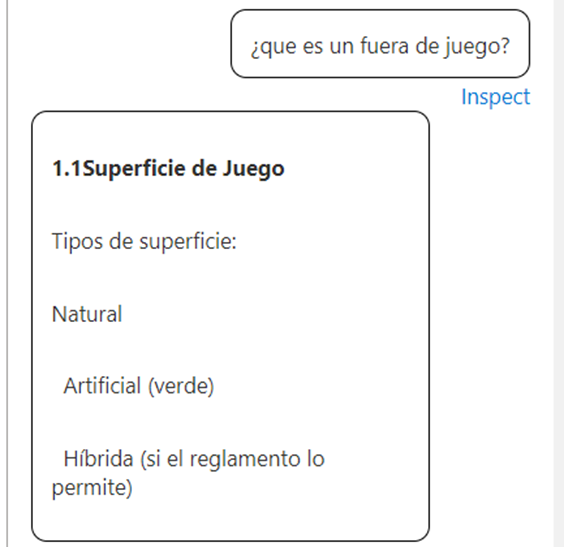 ¿que es un fuera de juego?
Inspect
1.1Superficie de Juego
Tipos de superficie:
Natural
Artificial (verde)
Híbrida (si el reglamento lo
permite)